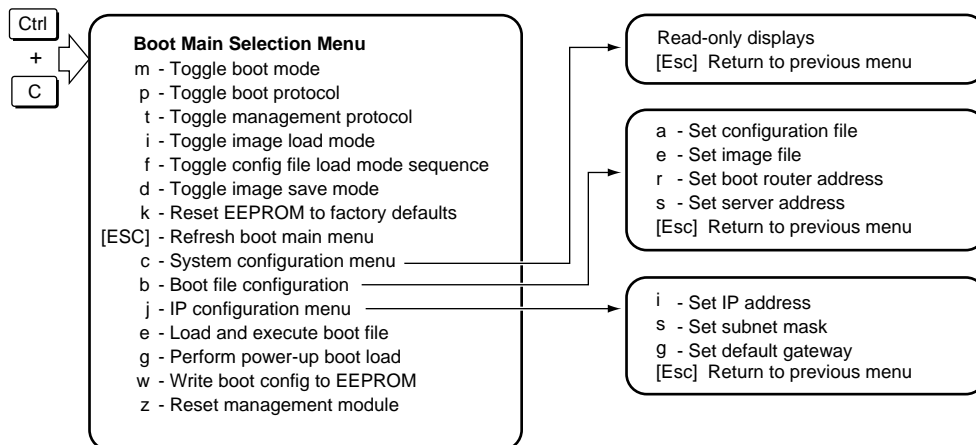 Ctrl
+
C
Boot Main Selection Menu
m - Toggle boot mode
p - Toggle boot protocol
t - Toggle management protocol
i - Toggle image load mode
f - Toggle config file load mode sequence
d - Toggle image save mode
k - Reset EEPROM to factory defaults
[ESC] - Refresh boot main menu
c - System configuration menu
b - Boot file configuration
j - IP configuration menu
e - Load and execute boot file
g - Perform power-up boot load
w - Write boot config to EEPROM
z - Reset management module
Read-only displays
[Esc] Return to previous menu
a - Set configuration file
e - Set image file
r - Set boot router address
s - Set server address
[Esc] Return to previous menu
i - Set IP address
s - Set subnet mask
g - Set default gateway
[Esc] Return to previous menu